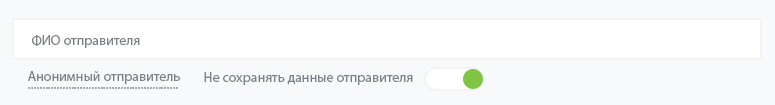 ФИО отправителя
Анонимный отправитель Не сохранять данные отправителя